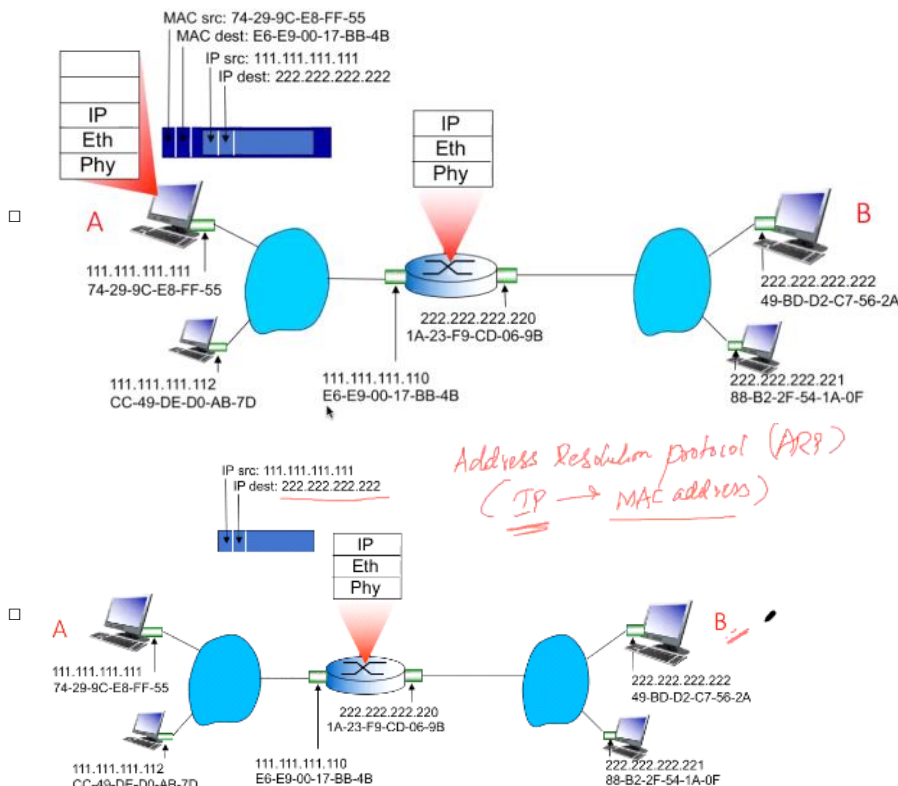 MAC src: 74-29-9C-E8-FF-55
MAC dest: E6-E9-00-17-BB-4B
IP src: 111.111.111.111
IP dest: 222.222.222.222
IP
Eth
Phy
IP
Eth
Phy
A
B
111.111.111.111
74-29-9C-E8-FF-55
222.222.222.222
49-BD-D2-C7-56-2A
222.222.222.220
1A-23-F9-CD-06-9B
111.111.111.112
CC-49-DE-D0-AB-7D
111.111.111.110
E6-E9-00-17-BB-4B
222.222.222.221
88-B2-2F-54-1A-0F
Address Resolution protocol (ARP)
(IP → MAC address)
IP src: 111.111.111.111
IP dest: 222.222.222.222
IP
Eth
Phy
A
B
111.111.111.111
74-29-9C-E8-FF-55
222.222.222.222
49-BD-D2-C7-56-2A
222.222.222.220
1A-23-F9-CD-06-9B
111.111.111.112
CC-49-DE-D0-AB-7D
111.111.111.110
E6-E9-00-17-BB-4B
222.222.222.221
88-B2-2F-54-1A-0F